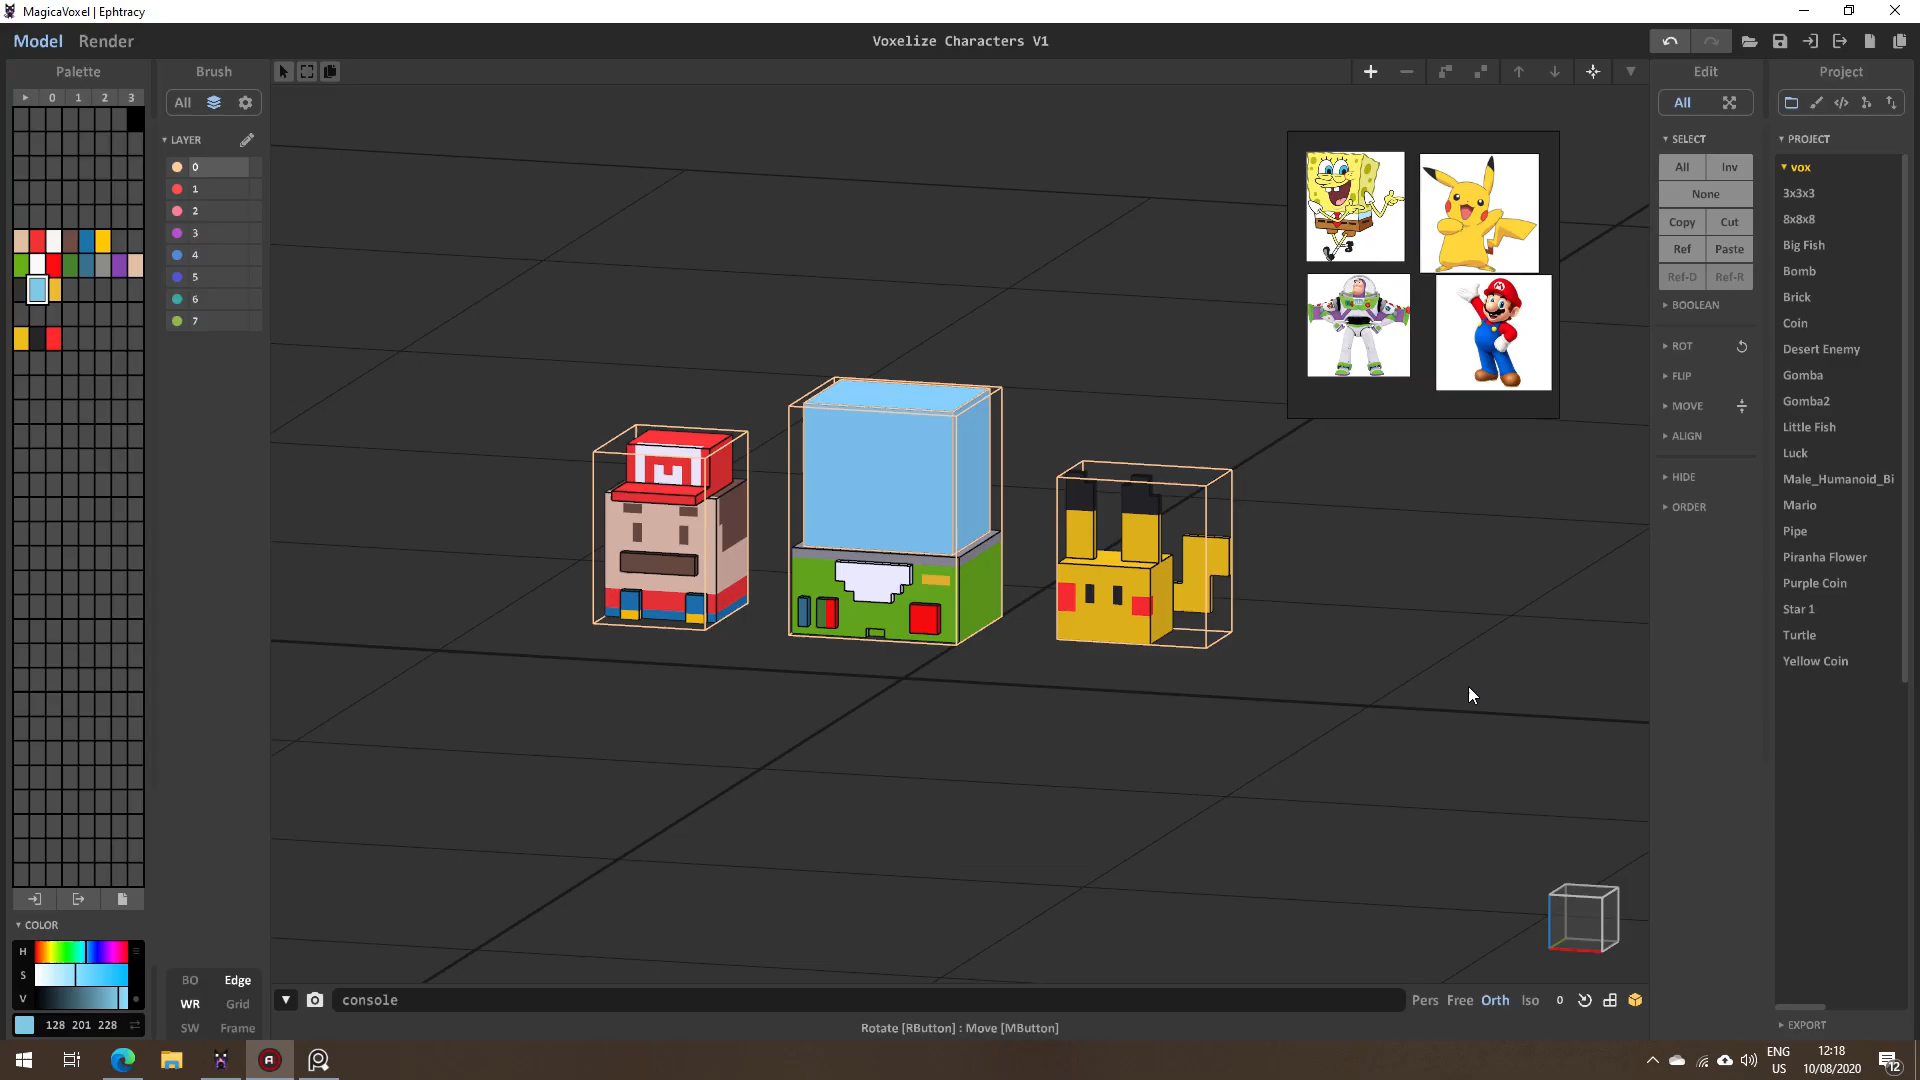 MagicaVoxel | Ephtracy
Model Render
Voxelize Characters V1
Palette
Brush
Edit
Project
0 1 2 3
All
All
LAYER
0
1
2
3
4
5
6
7
SELECT
All Inv
None
Copy Cut
Ref Paste
Ref-D Ref-R
BOOLEAN
ROT
FLIP
MOVE
ALIGN
HIDE
ORDER
PROJECT
vox
3x3x3
8x8x8
Big Fish
Bomb
Brick
Coin
Desert Enemy
Gomba
Gomba2
Little Fish
Luck
Male_Humanoid_Bi
Mario
Pipe
Piranha Flower
Purple Coin
Star 1
Turtle
Yellow Coin
EXPORT
M
COLOR
H
S
V
128 201 228
BO Edge
WR Grid
SW Frame
console
Pers Free Orth Iso 0
Rotate [RButton] : Move [MButton]
ENG
US
12:18
10/08/2020
12